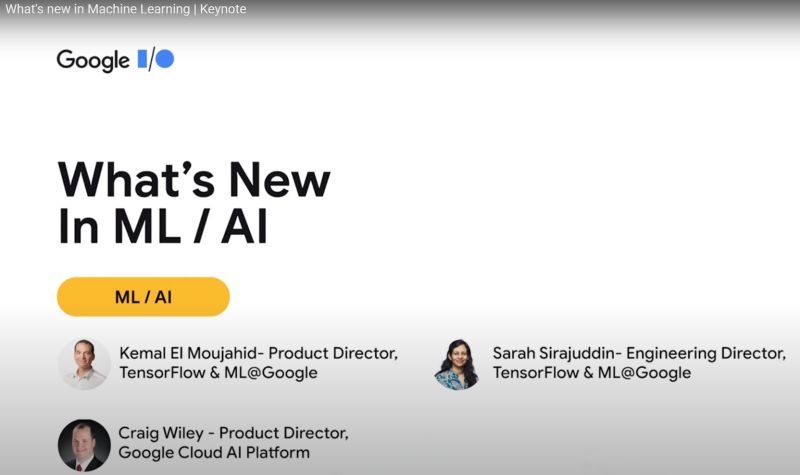 What's new in Machine Learning | Keynote
Google I/O
What's New
In ML / AI
ML / AI
Kemal El Moujahid- Product Director,
TensorFlow & ML@Google
Sarah Sirajuddin- Engineering Director,
TensorFlow & ML@Google
Craig Wiley - Product Director,
Google Cloud AI Platform